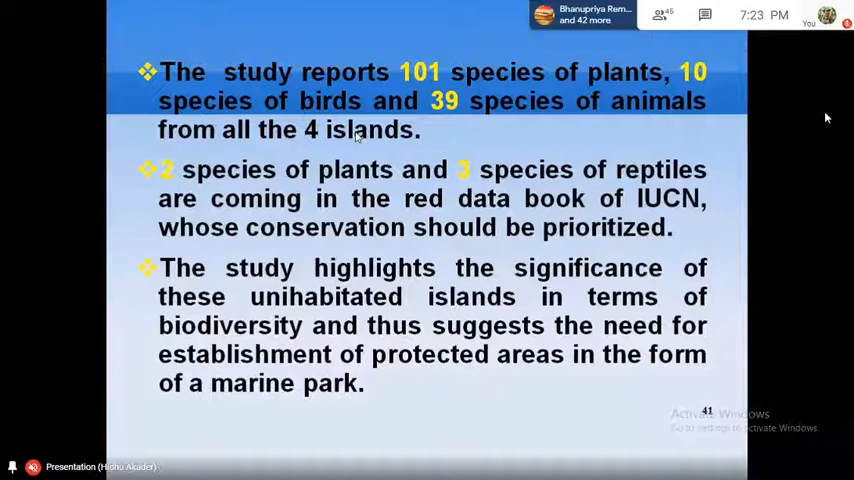 Bhanupriya Rem...
and 42 more
45
7:23 PM
You
The study reports 101 species of plants, 10
species of birds and 39 species of animals
from all the 4 islands.
2 species of plants and 3 species of reptiles
are coming in the red data book of IUCN,
whose conservation should be prioritized.
The study highlights the significance of
these unihabitated islands in terms of
biodiversity and thus suggests the need for
establishment of protected areas in the form
of a marine park.
41
Activate Windows
Go to settings to activate Windows.
Presentation (Hidhu Akader)